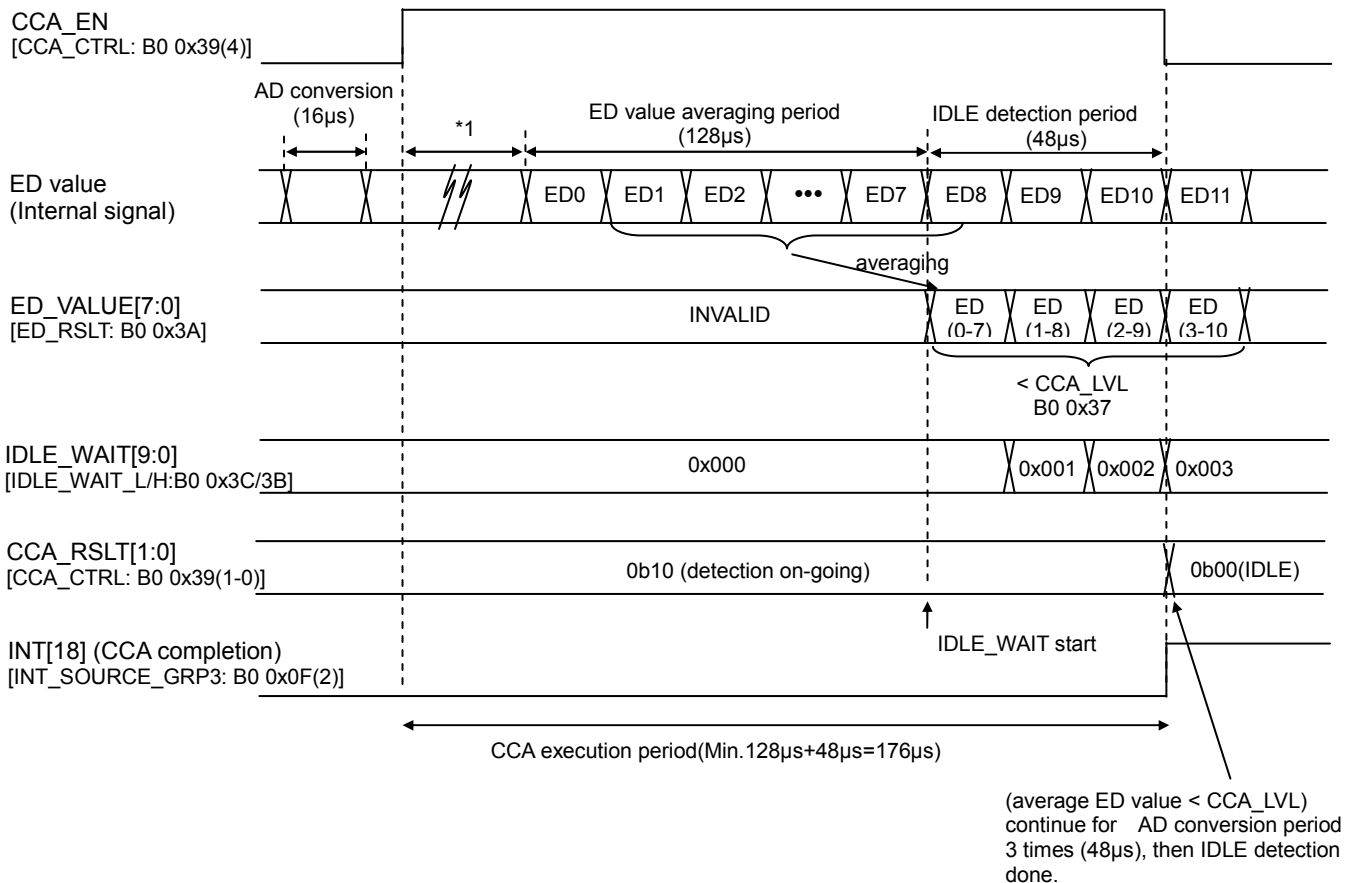 CCA_EN
[CCA_CTRL: B0 0x39(4)]
AD conversion
(16µs)
*1
ED value averaging period
(128µs)
IDLE detection period
(48µs)
ED value
(Internal signal)
ED0 ED1 ED2 ••• ED7 ED8 ED9 ED10 ED11
averaging
ED_VALUE[7:0]
[ED_RSLT: B0 0x3A]
INVALID
ED
(0-7)
ED
(1-8)
ED
(2-9)
ED
(3-10
< CCA_LVL
B0 0x37
IDLE_WAIT[9:0]
[IDLE_WAIT_L/H:B0 0x3C/3B]
0x000 0x001 0x002 0x003
CCA_RSLT[1:0]
[CCA_CTRL: B0 0x39(1-0)]
0b10 (detection on-going) 0b00(IDLE)
IDLE_WAIT start
INT[18] (CCA completion)
[INT_SOURCE_GRP3: B0 0x0F(2)]
CCA execution period(Min.128µs+48µs=176µs)
(average ED value < CCA_LVL)
continue for AD conversion period
3 times (48µs), then IDLE detection
done.